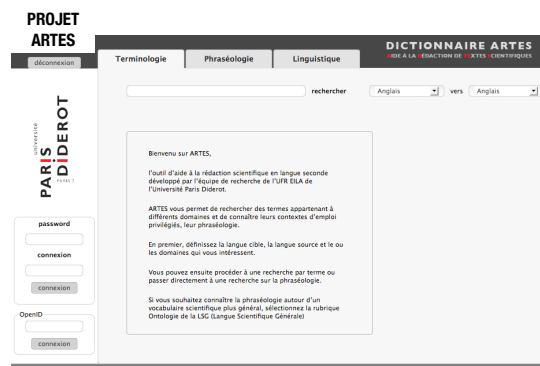 PROJET
ARTES
DICTIONNAIRE ARTES
AIDE À LA RÉDACTION DE TEXTES SCIENTIFIQUES
déconnexion
Terminologie
Phraséologie
Linguistique
rechercher
Anglais
vers
Anglais
université
PARIS
DIDEROT
PARIS 7
Bienvenu sur ARTES,
l'outil d'aide à la rédaction scientifique en langue seconde
développé par l'équipe de recherche de l'UFR EILA de
l'Université Paris Diderot.
ARTES vous permet de rechercher des termes appartenant à
différents domaines et de connaître leurs contextes d'emploi
privilégiés, leur phraséologie.
En premier, définissez la langue cible, la langue source et le ou
les domaines qui vous intéressent.
Vous pouvez ensuite procéder à une recherche par terme ou
passer directement à une recherche sur la phraséologie.
Si vous souhaitez connaître la phraséologie autour d'un
vocabulaire scientifique plus général, sélectionnez la rubrique
Ontologie de la LSG (Langue Scientifique
Générale)
password
connexion
connexion
OpenID
connexion